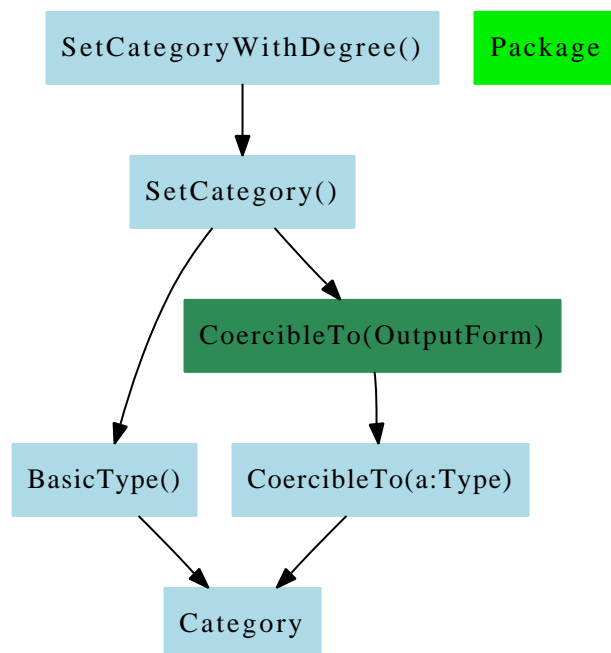 SetCategoryWithDegree()
Package
SetCategory()
CoercibleTo(OutputForm)
BasicType()
CoercibleTo(a:Type)
Category